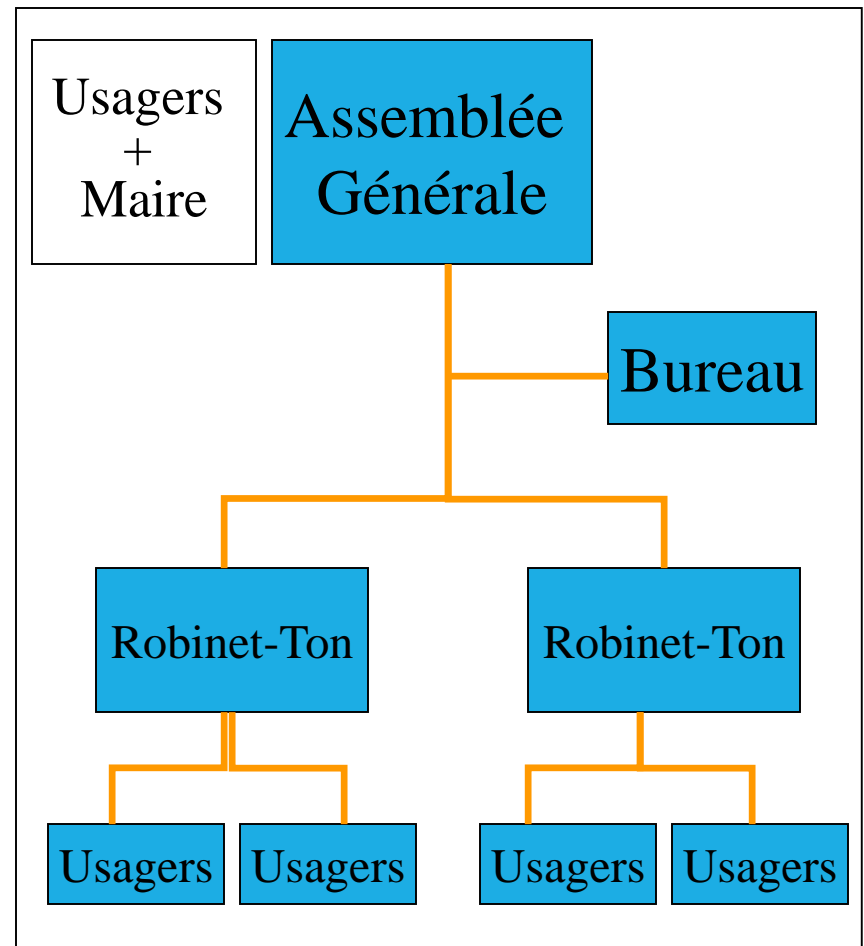 Usagers
+
Maire
Assemblée
Générale
Bureau
Robinet-Ton
Robinet-Ton
Usagers
Usagers
Usagers
Usagers